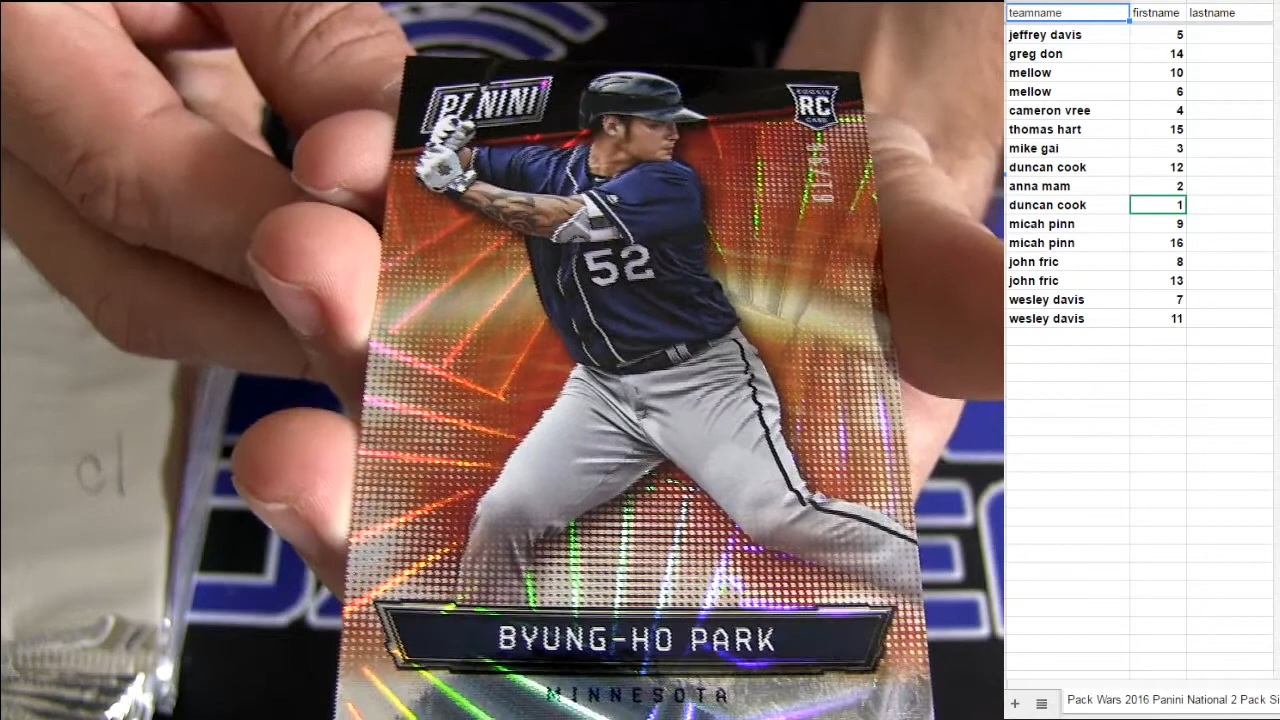 PANINI
ROOKIE
RC
CARD
52
BYUNG-HO PARK
MINNESOTA
c1
teamname firstname lastname
jeffrey davis 5
greg don 14
mellow 10
mellow 6
cameron vree 4
thomas hart 15
mike gai 3
duncan cook 12
anna mam 2
duncan cook 1
micah pinn 9
micah pinn 16
john fric 8
john fric 13
wesley davis 7
wesley davis 11
Pack Wars 2016 Panini National 2 Pack S